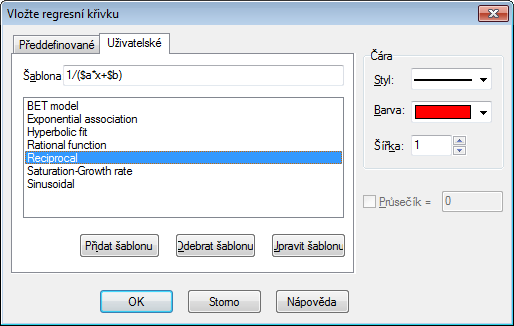 Vložte regresní křivku
Předdefinované
Uživatelské
Šablona
1/($a*x+$b)
BET model
Exponential association
Hyperbolic fit
Rational function
Reciprocal
Saturation-Growth rate
Sinusoidal
Přidat šablonu
Odebrat šablonu
Upravit šablonu
Čára
Styl:
Barva:
Šířka:
1
Průsečík =
0
OK
Storno
Nápověda